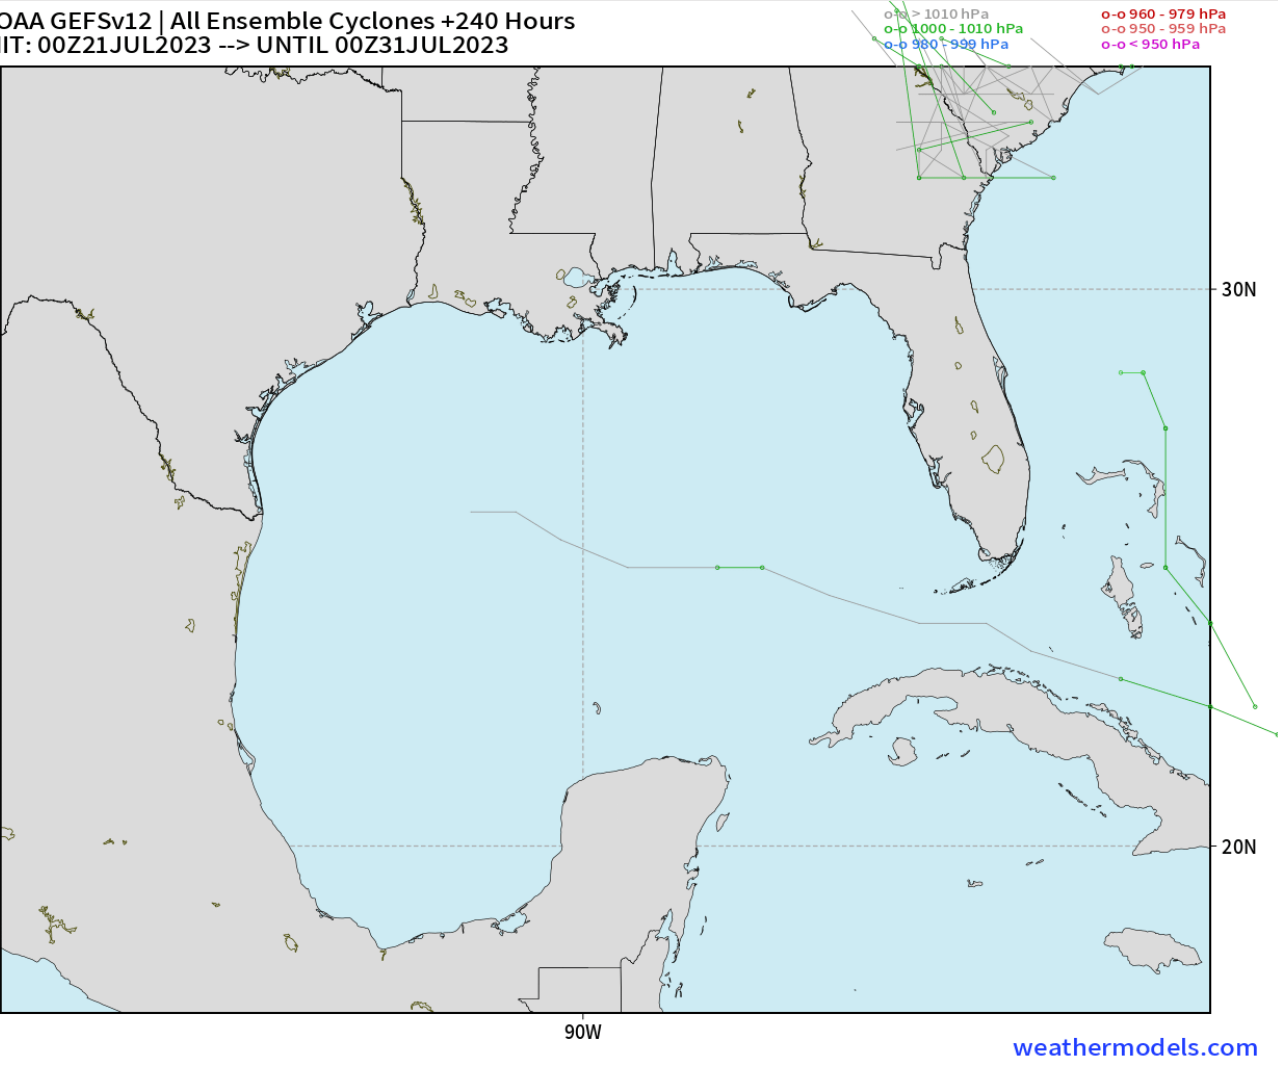 OAA GEFSv12 | All Ensemble Cyclones +240 Hours
IIT: 00Z21JUL2023 --> UNTIL 00Z31JUL2023
o-o > 1010 hPa
o-o 1000 - 1010 hPa
o-o 980 - 999 hPa
o-o 960 - 979 hPa
o-o 950 - 959 hPa
o-o < 950 hPa
30N
20N
90W
weathermodels.com